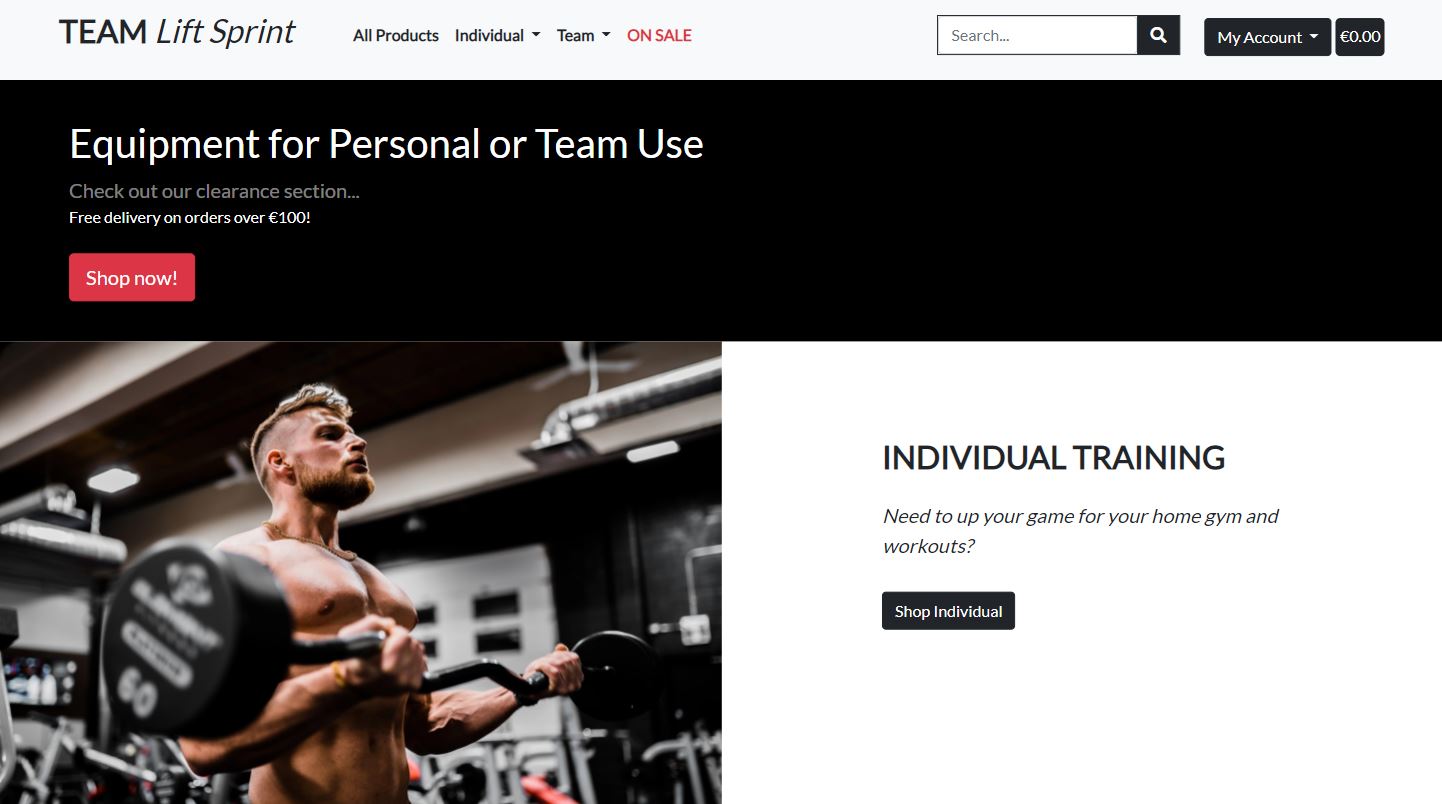 TEAM Lift Sprint
All Products Individual Team ON SALE
Search...
My Account €0.00
Equipment for Personal or Team Use
Check out our clearance section...
Free delivery on orders over €100!
Shop now!
INDIVIDUAL TRAINING
Need to up your game for your home gym and
workouts?
Shop Individual
60